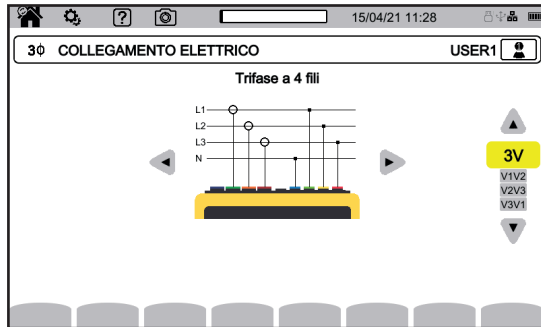 ?
15/04/21 11:28
3ϕ COLLEGAMENTO ELETTRICO
USER1
Trifase a 4 fili
L1
L2
L3
N
3V
V1V2
V2V3
V3V1